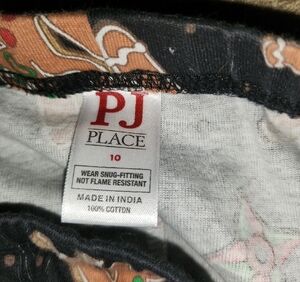 PJ
PLACE
10
WEAR SNUG-FITTING
NOT FLAME RESISTANT
MADE IN INDIA
100% COTTON